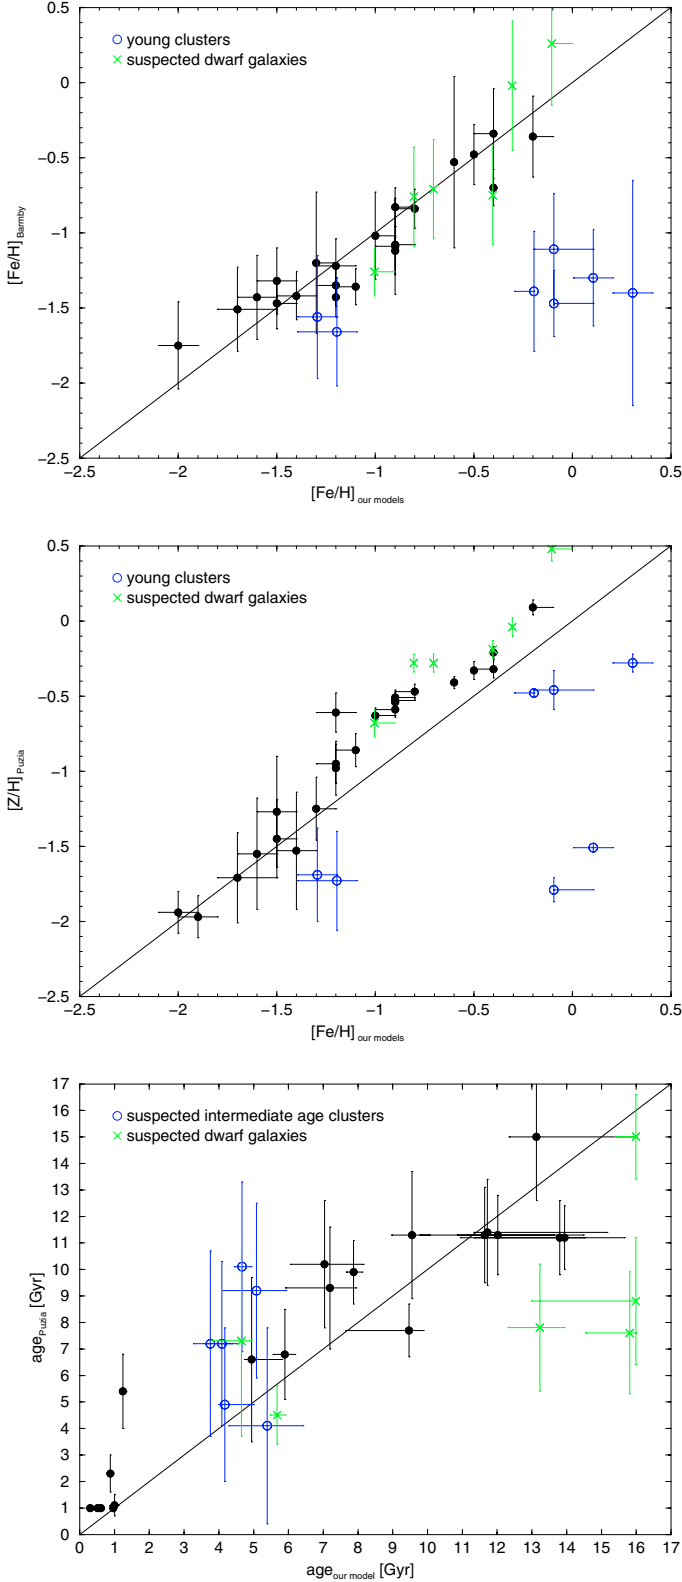 0.5
0
−0.5
−1
−1.5
−2
−2.5
[Fe/H] Barmby
young clusters
suspected dwarf galaxies
−2.5 −2 −1.5 −1 −0.5 0 0.5
[Fe/H] our models
0.5
0
−0.5
−1
−1.5
−2
−2.5
[Z/H] Puzia
young clusters
suspected dwarf galaxies
−2.5 −2 −1.5 −1 −0.5 0 0.5
[Fe/H] our models
17
16
15
14
13
12
11
10
9
8
7
6
5
4
3
2
1
0
age Puzia [Gyr]
suspected intermediate age clusters
suspected dwarf galaxies
0 1 2 3 4 5 6 7 8 9 10 11 12 13 14 15 16 17
age our model [Gyr]